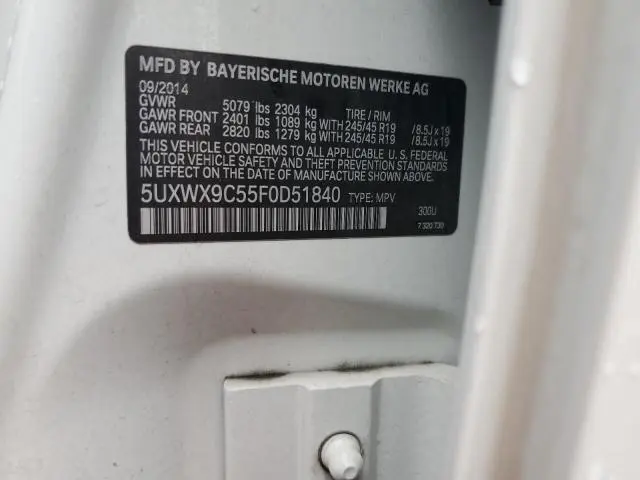 MFD BY BAYERISCHE MOTOREN WERKE AG
09/2014
GVWR 5079 lbs 2304 kg TIRE / RIM
GAWR FRONT 2401 lbs 1089 kg WITH 245/45 R19 /8.5J x 19
GAWR REAR 2820 lbs 1279 kg WITH 245/45 R19 /8.5J x 19
THIS VEHICLE CONFORMS TO ALL APPLICABLE U.S. FEDERAL
MOTOR VEHICLE SAFETY AND THEFT PREVENTION STANDARDS
IN EFFECT ON THE DATE OF MANUFACTURE SHOWN ABOVE.
5UXWX9C55F0D51840 TYPE: MPV
300U
7 320 730